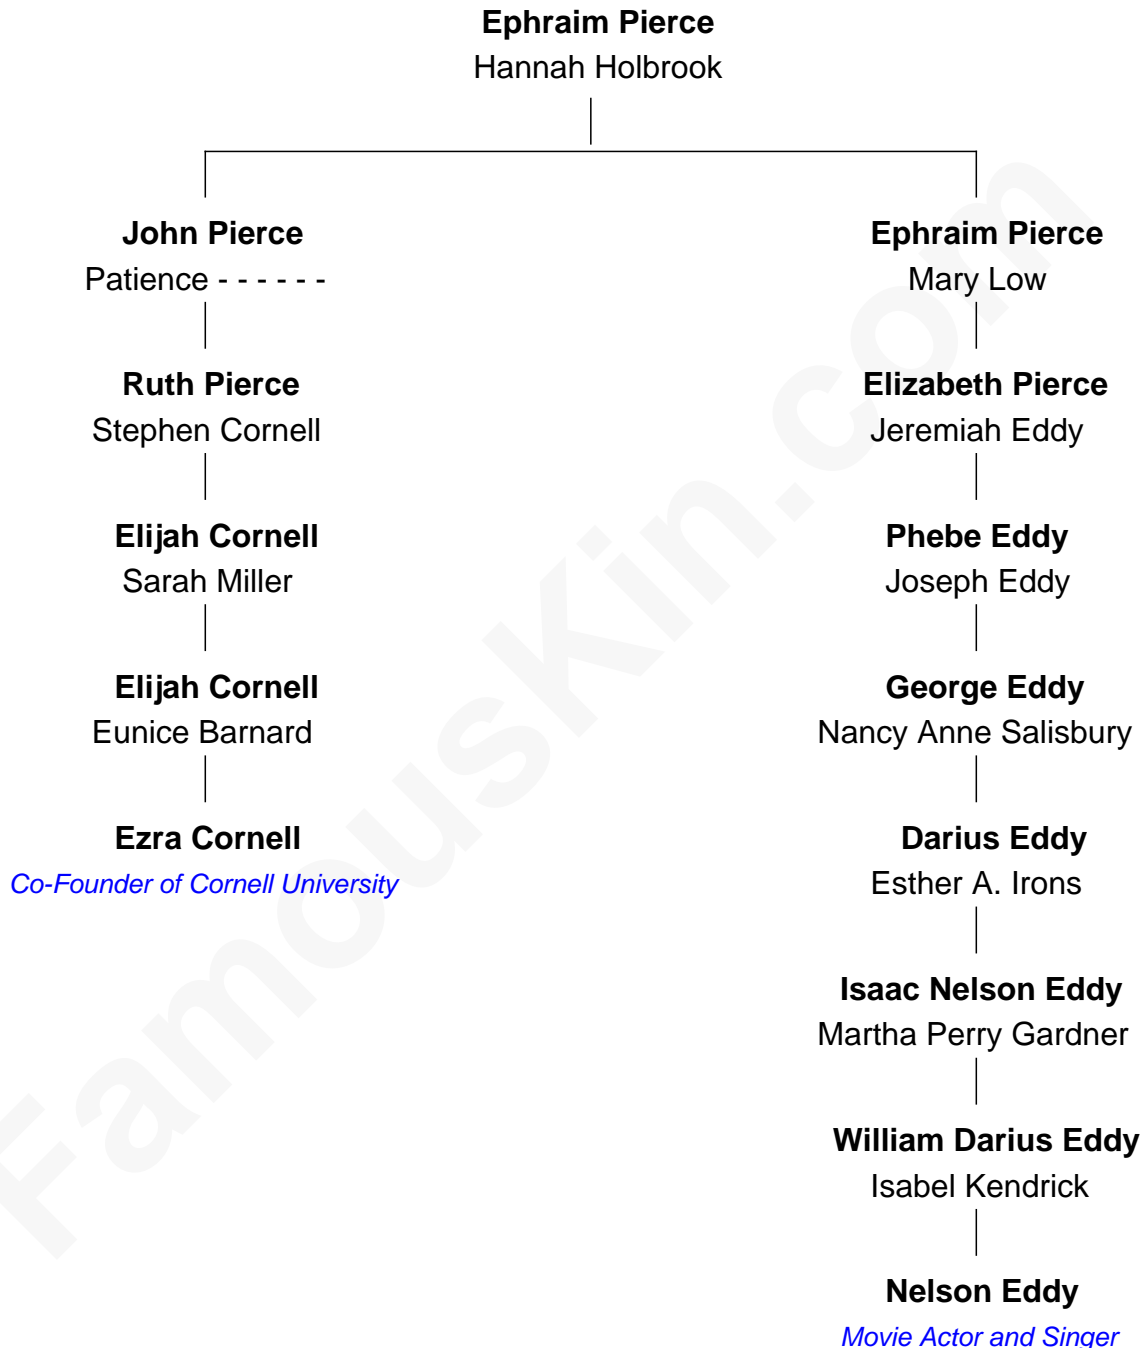 Ephraim Pierce
Hannah Holbrook
John Pierce
Patience - - - - - -
Ruth Pierce
Stephen Cornell
Elijah Cornell
Sarah Miller
Elijah Cornell
Eunice Barnard
Ezra Cornell
Co-Founder of Cornell University
Ephraim Pierce
Mary Low
Elizabeth Pierce
Jeremiah Eddy
Phebe Eddy
Joseph Eddy
George Eddy
Nancy Anne Salisbury
Darius Eddy
Esther A. Irons
Isaac Nelson Eddy
Martha Perry Gardner
William Darius Eddy
Isabel Kendrick
Nelson Eddy
Movie Actor and Singer
FamousKin.com